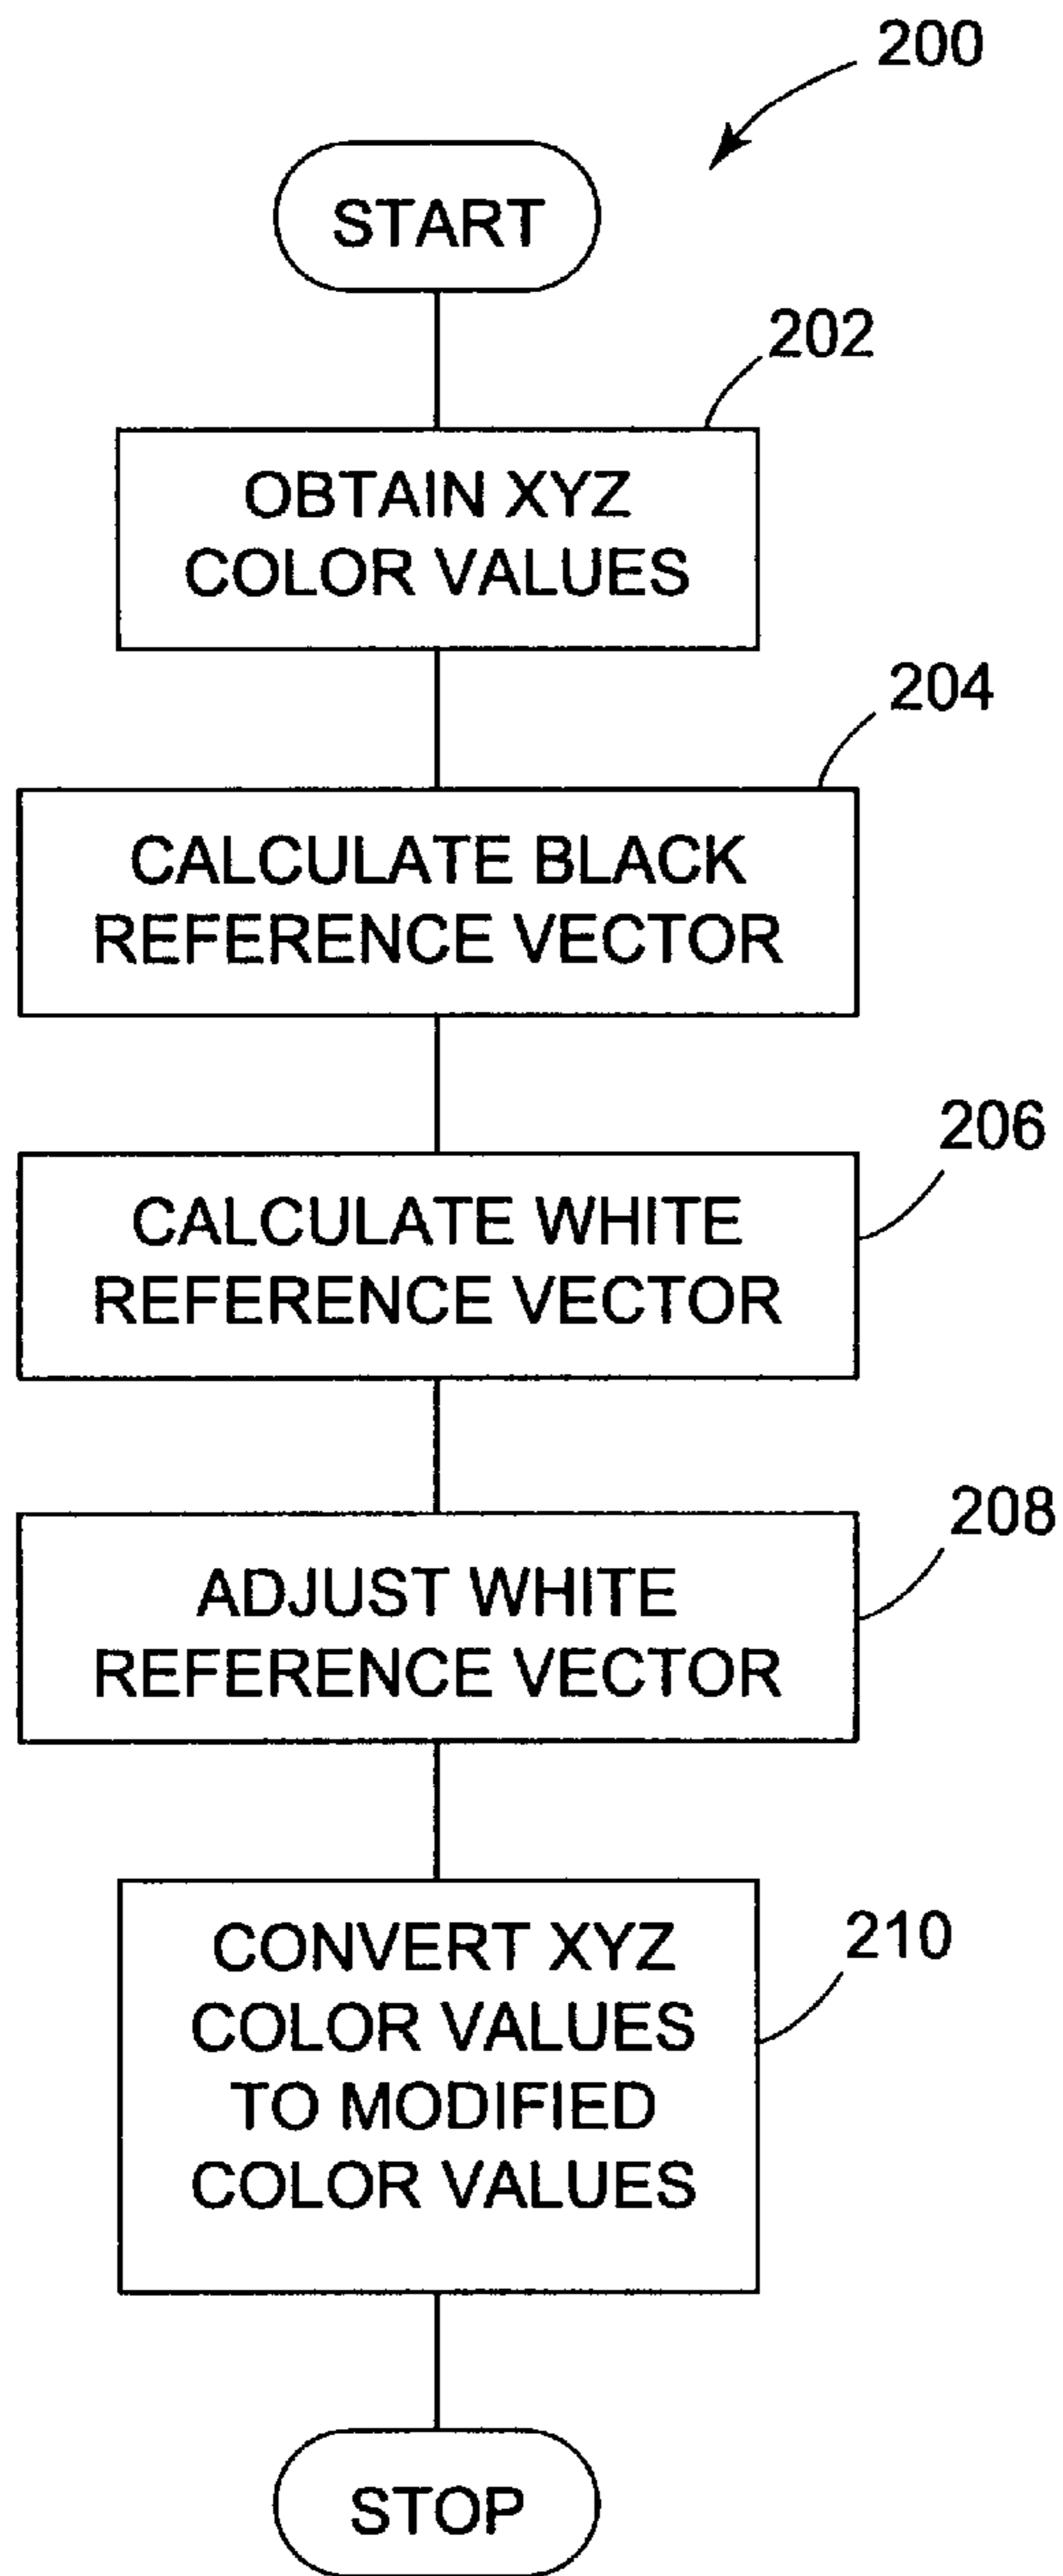 200
START
202
OBTAIN XYZ
COLOR VALUES
204
CALCULATE BLACK
REFERENCE VECTOR
206
CALCULATE WHITE
REFERENCE VECTOR
208
ADJUST WHITE
REFERENCE VECTOR
210
CONVERT XYZ
COLOR VALUES
TO MODIFIED
COLOR VALUES
STOP